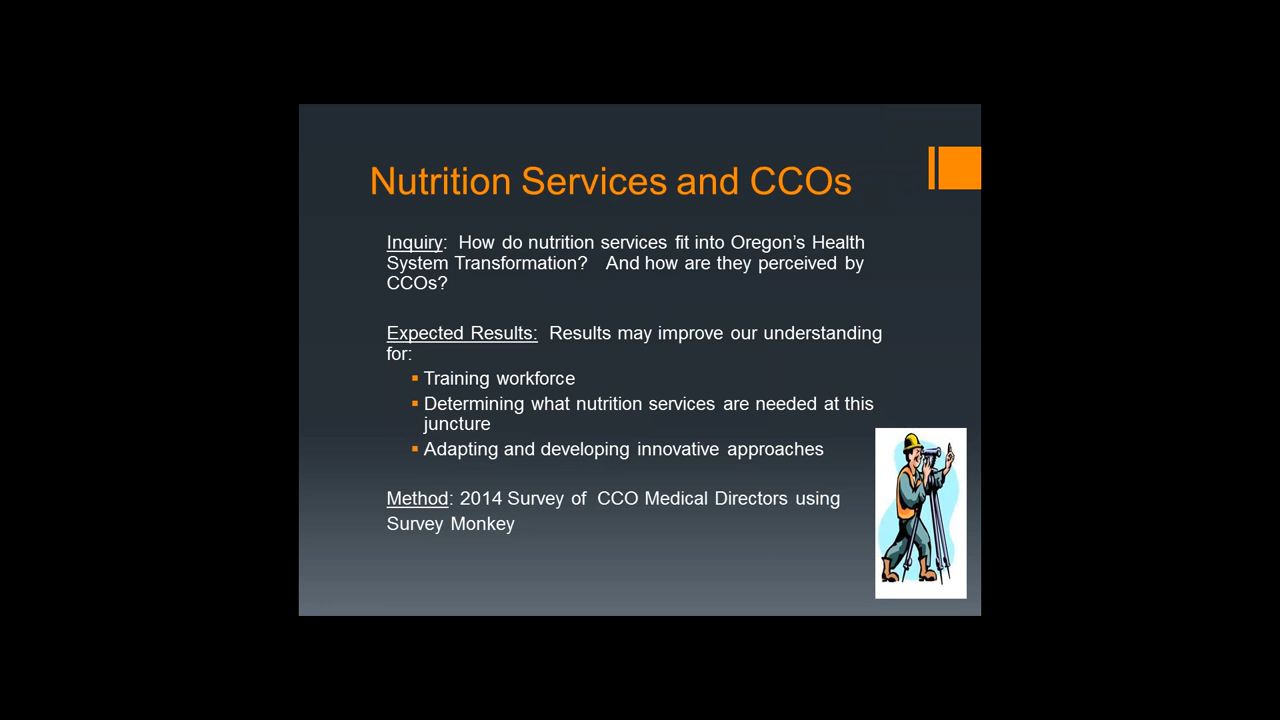 Nutrition Services and CCOs
Inquiry: How do nutrition services fit into Oregon's Health
System Transformation? And how are they perceived by
CCOs?
Expected Results: Results may improve our understanding
for:
Training workforce
Determining what nutrition services are needed at this
juncture
Adapting and developing innovative approaches
Method: 2014 Survey of CCO Medical Directors using
Survey Monkey